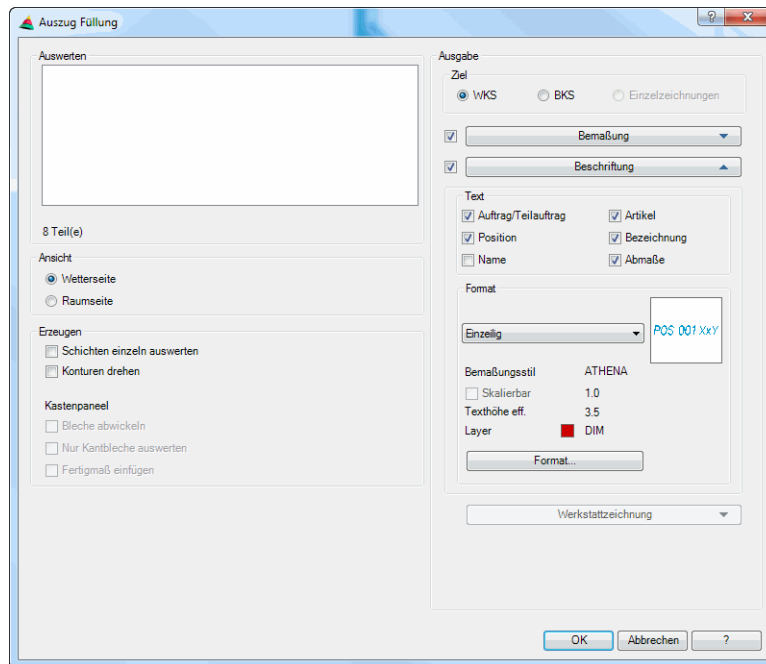 Auszug Füllung
?
Auswerten
8 Teil(e)
Ansicht
Wetterseite
Raumseite
Erzeugen
Schichten einzeln auswerten
Konturen drehen
Kastenpaneel
Bleche abwickeln
Nur Kantbleche auswerten
Fertigmaß einfügen
Ausgabe
Ziel
WKS BKS Einzelzeichnungen
Bemaßung
Beschriftung
Text
Auftrag/Teilauftrag Artikel
Position Bezeichnung
Name Abmaße
Format
Einzeilig POS 001 XxY
Bemaßungsstil ATHENA
Skalierbar 1.0
Texthöhe eff. 3.5
Layer DIM
Format...
Werkstattzeichnung
OK Abbrechen ?